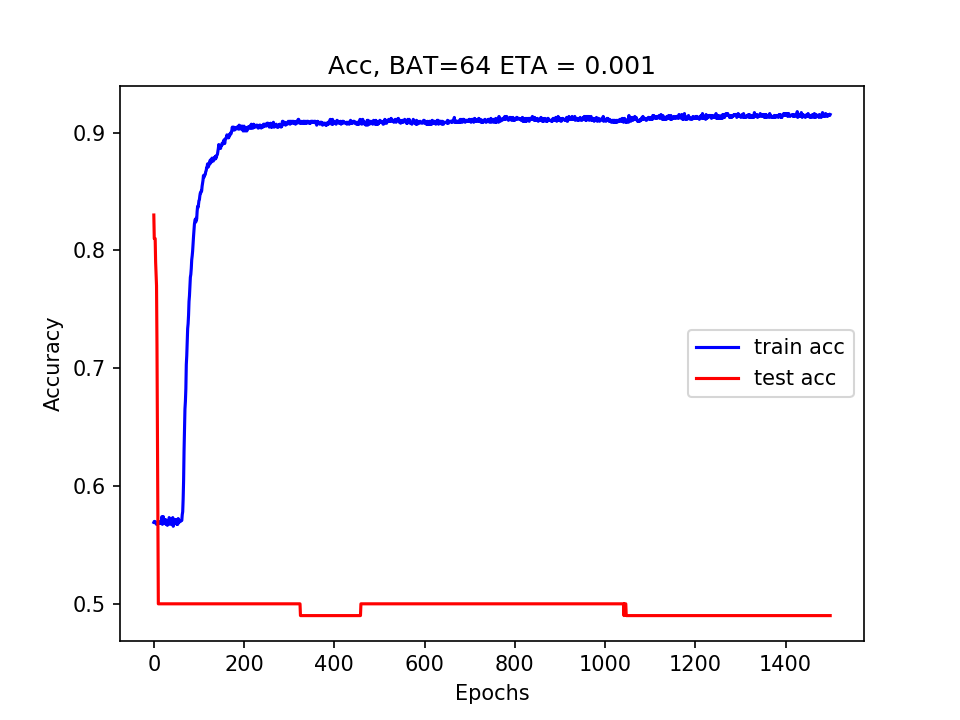 Acc, BAT=64 ETA = 0.001
0.9
0.8
0.7
0.6
0.5
Accuracy
train acc
test acc
0 200 400 600 800 1000 1200 1400
Epochs